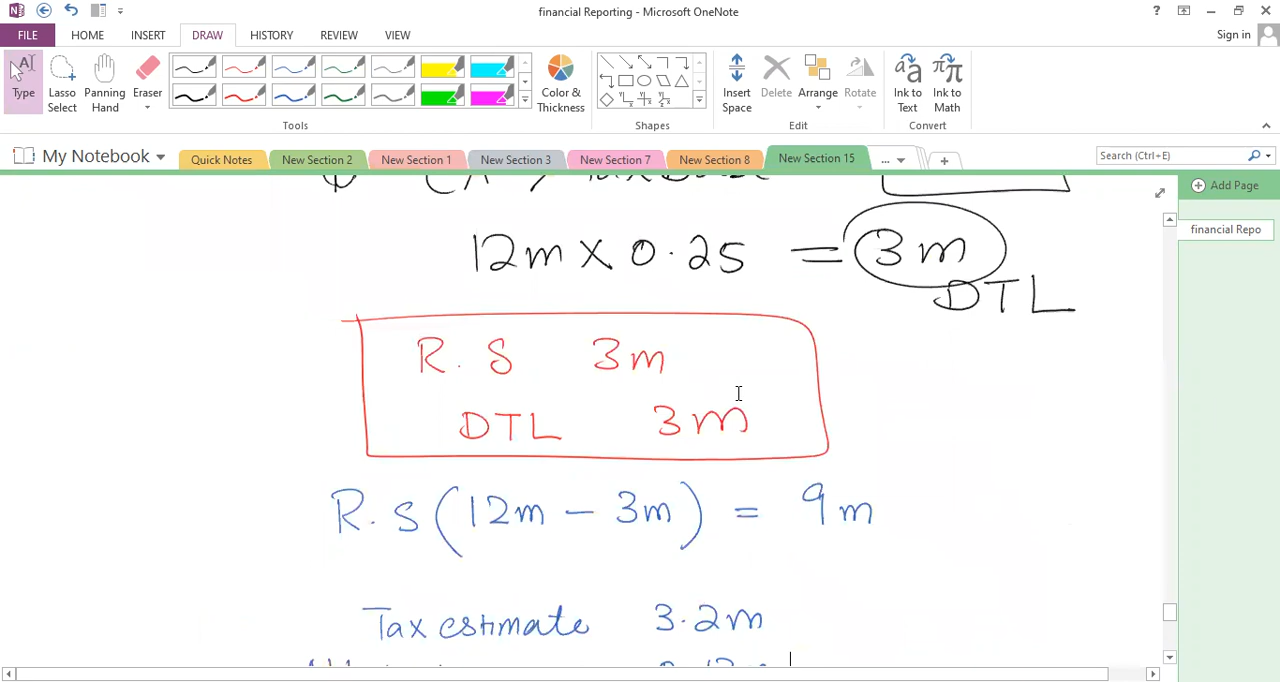 financial Reporting - Microsoft OneNote
Sign in
FILE HOME INSERT DRAW HISTORY REVIEW VIEW
Type
Lasso Select
Panning Hand
Eraser
Color & Thickness
Insert Space
Delete
Arrange
Rotate
Ink to Text
Ink to Math
Tools
Shapes
Edit
Convert
My Notebook
Quick Notes
New Section 2
New Section 1
New Section 3
New Section 7
New Section 8
New Section 15
...
Search (Ctrl+E)
Add Page
financial Repo
12m X 0.25 = 3m
DTL
R.S 3m
DTL 3m
R.S (12m - 3m) = 9m
Tax estimate 3.2m